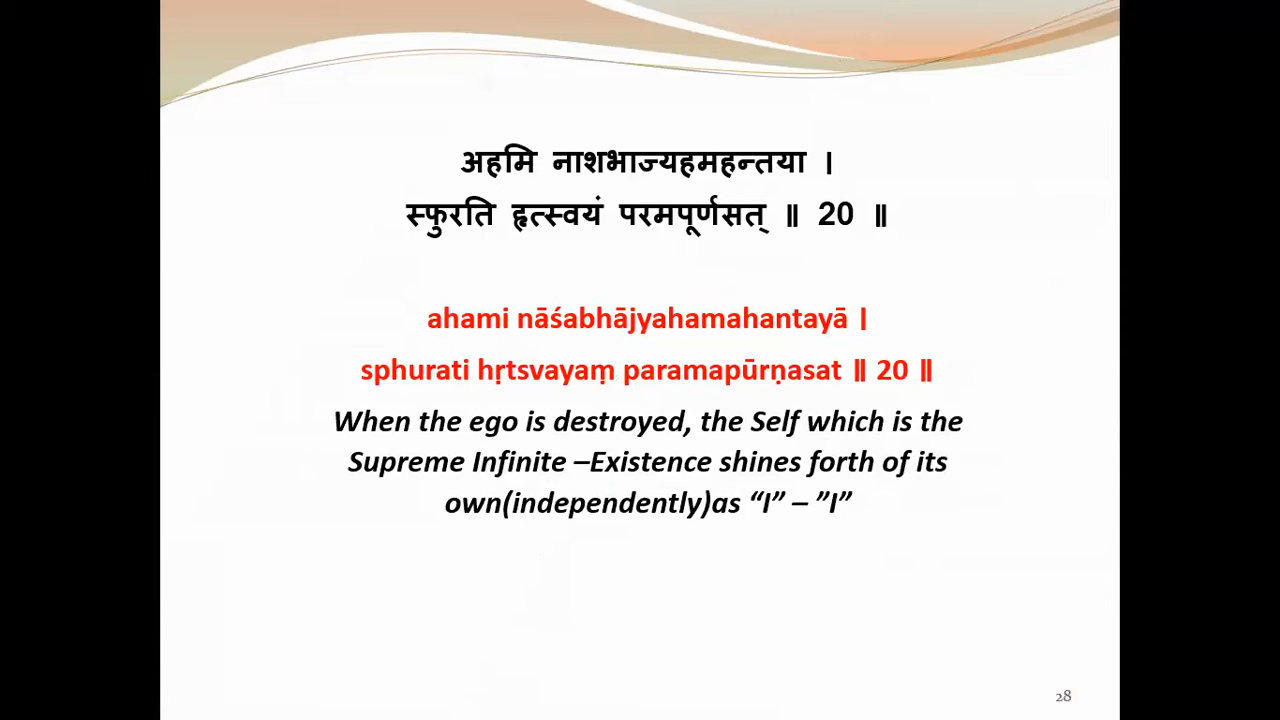 अहमि नाशभाज्यहमहन्तया ।
स्फुरति हृत्स्वयं परमपूर्णसत् ॥ 20 ॥
ahami nāśabhājyahamahantayā ।
sphurati hṛtsvayaṃ paramapūrṇasat ॥ 20 ॥
When the ego is destroyed, the Self which is the
Supreme Infinite –Existence shines forth of its
own(independently)as “I” – ”I”
28